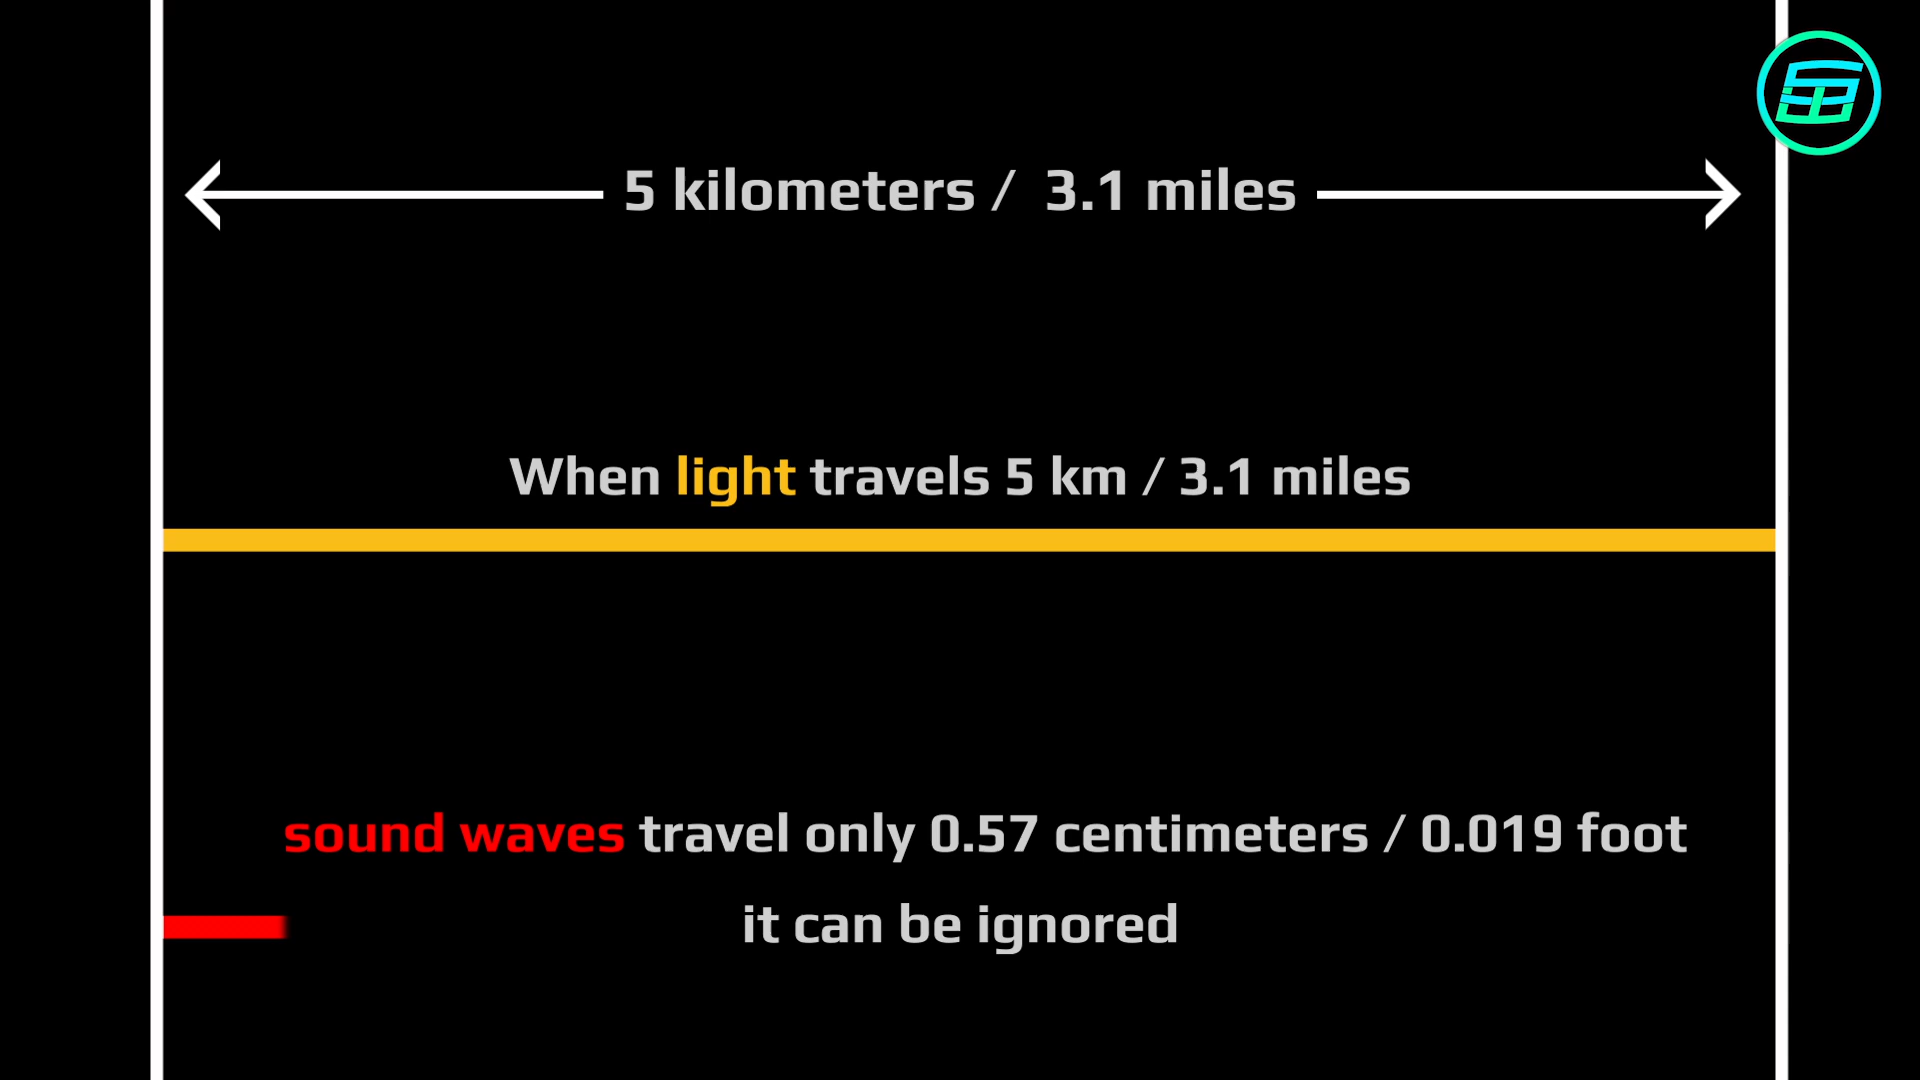 5 kilometers / 3.1 miles
When light travels 5 km / 3.1 miles
sound waves travel only 0.57 centimeters / 0.019 foot
it can be ignored